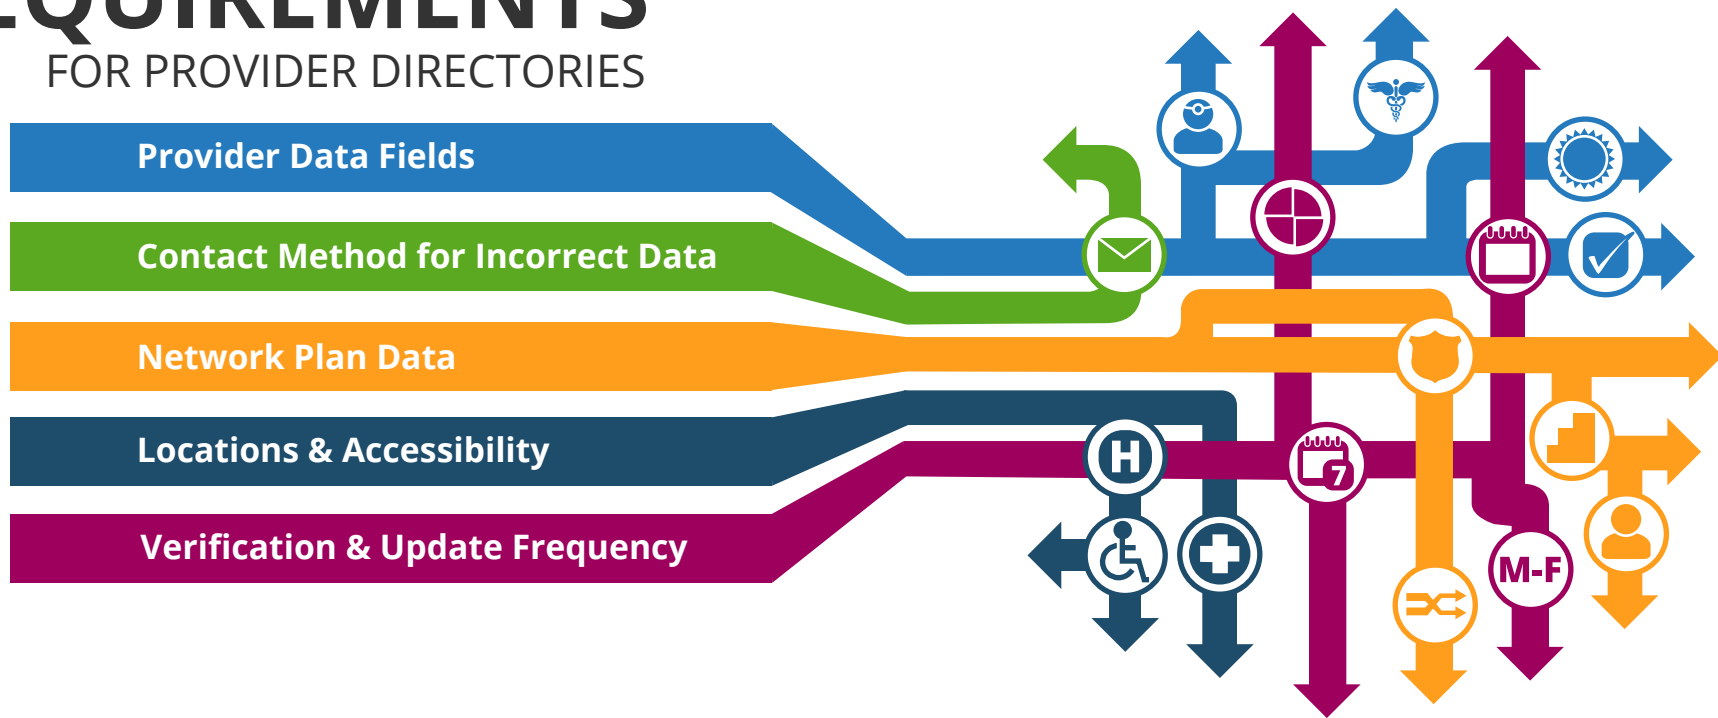 EQUIREMENTS
FOR PROVIDER DIRECTORIES
Provider Data Fields
Contact Method for Incorrect Data
Network Plan Data
Locations & Accessibility
Verification & Update Frequency
H
7
M-F